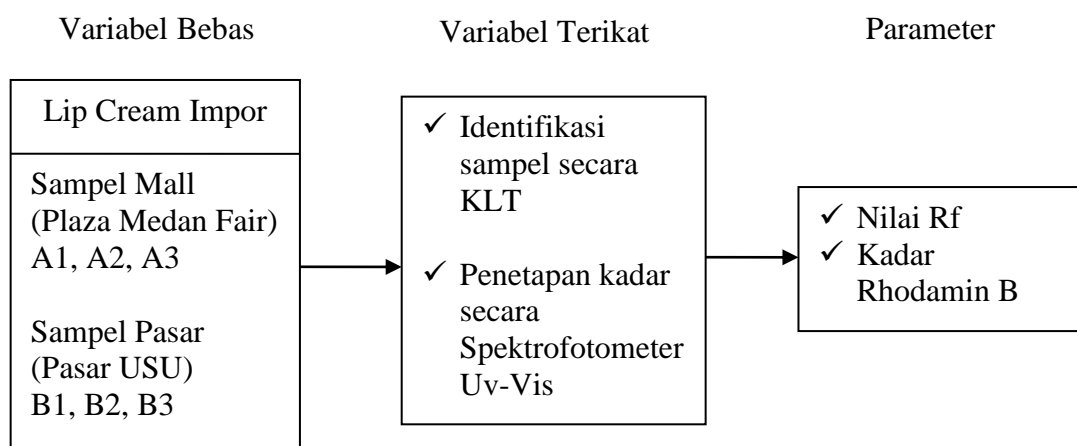 Variabel Bebas
Variabel Terikat
Parameter
Lip Cream Impor
Sampel Mall
(Plaza Medan Fair)
A1, A2, A3
Sampel Pasar
(Pasar USU)
B1, B2, B3
✓ Identifikasi
sampel secara
KLT
✓ Penetapan kadar
secara
Spektrofotometer
Uv-Vis
✓ Nilai Rf
✓ Kadar
Rhodamin B